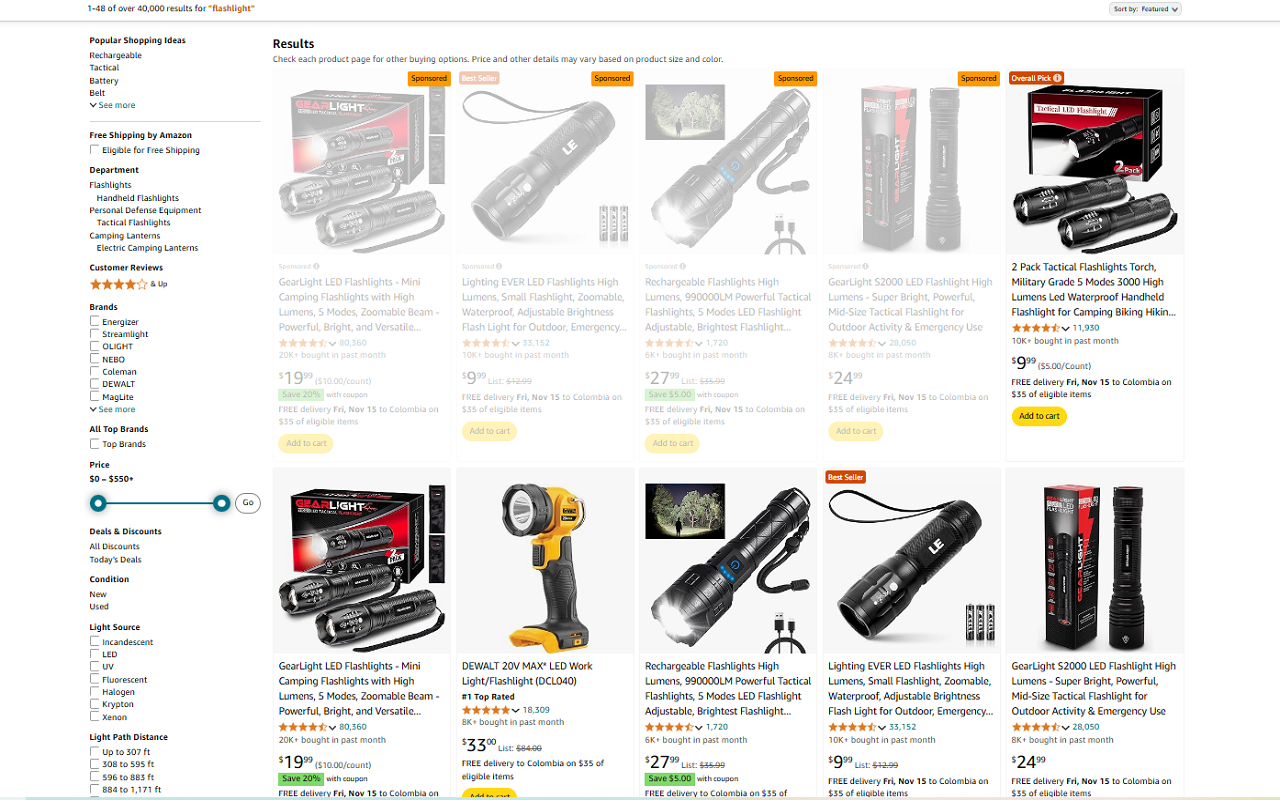 1-48 of over 40,000 results for "flashlight"
Sort by: Featured
Popular Shopping Ideas
Rechargeable
Tactical
Battery
Belt
See more
Free Shipping by Amazon
Eligible for Free Shipping
Department
Flashlights
Handheld Flashlights
Personal Defense Equipment
Tactical Flashlights
Camping Lanterns
Electric Camping Lanterns
Customer Reviews
& Up
Brands
Energizer
Streamlight
OLIGHT
NEBO
Coleman
DEWALT
MagLite
See more
All Top Brands
Top Brands
Price
$0 – $550+
Go
Deals & Discounts
All Discounts
Today's Deals
Condition
New
Used
Light Source
Incandescent
LED
UV
Fluorescent
Halogen
Krypton
Xenon
Light Path Distance
Up to 307 ft
308 to 595 ft
596 to 883 ft
884 to 1,171 ft
Results
Check each product page for other buying options. Price and other details may vary based on product size and color.
Sponsored
GEARLIGHT
2 PACK
Sponsored
GearLight LED Flashlights - Mini
Camping Flashlights with High
Lumens, 5 Modes, Zoomable Beam -
Powerful, Bright, and Versatile...
80,360
20K+ bought in past month
$19.99 ($10.00/count)
Save 20% with coupon
FREE delivery Fri, Nov 15 to Colombia on
$35 of eligible items
Add to cart
Best Seller
Sponsored
LE
Sponsored
Lighting EVER LED Flashlights High
Lumens, Small Flashlight, Zoomable,
Waterproof, Adjustable Brightness
Flash Light for Outdoor, Emergency...
33,152
10K+ bought in past month
$9.99 List: $12.99
FREE delivery Fri, Nov 15 to Colombia on
$35 of eligible items
Add to cart
Sponsored
Sponsored
Rechargeable Flashlights High
Lumens, 990000LM Powerful Tactical
Flashlights, 5 Modes LED Flashlight
Adjustable, Brightest Flashlight...
1,720
6K+ bought in past month
$27.99 List: $35.99
Save $5.00 with coupon
FREE delivery Fri, Nov 15 to Colombia on
$35 of eligible items
Add to cart
Sponsored
Sponsored
GearLight S2000 LED Flashlight High
Lumens - Super Bright, Powerful,
Mid-Size Tactical Flashlight for
Outdoor Activity & Emergency Use
28,050
8K+ bought in past month
$24.99
FREE delivery Fri, Nov 15 to Colombia on
$35 of eligible items
Add to cart
Overall Pick
FLASHLIGHT
Tactical LED Flashlight
2 Pack
2 Pack Tactical Flashlights Torch,
Military Grade 5 Modes 3000 High
Lumens Led Waterproof Handheld
Flashlight for Camping Biking Hikin...
11,930
10K+ bought in past month
$9.99 ($5.00/Count)
FREE delivery Fri, Nov 15 to Colombia on
$35 of eligible items
Add to cart
GEARLIGHT
2 PACK
GearLight LED Flashlights - Mini
Camping Flashlights with High
Lumens, 5 Modes, Zoomable Beam -
Powerful, Bright, and Versatile...
80,360
20K+ bought in past month
$19.99 ($10.00/count)
Save 20% with coupon
FREE delivery Fri, Nov 15 to Colombia on
DEWALT 20V MAX* LED Work
Light/Flashlight (DCL040)
#1 Top Rated
18,309
8K+ bought in past month
$33.00 List: $84.00
FREE delivery to Colombia on $35 of
eligible items
Add to cart
Rechargeable Flashlights High
Lumens, 990000LM Powerful Tactical
Flashlights, 5 Modes LED Flashlight
Adjustable, Brightest Flashlight...
1,720
6K+ bought in past month
$27.99 List: $35.99
Save $5.00 with coupon
FREE delivery to Colombia on $35 of
Best Seller
LE
Lighting EVER LED Flashlights High
Lumens, Small Flashlight, Zoomable,
Waterproof, Adjustable Brightness
Flash Light for Outdoor, Emergency...
33,152
10K+ bought in past month
$9.99 List: $12.99
FREE delivery Fri, Nov 15 to Colombia on
GearLight S2000 LED Flashlight High
Lumens - Super Bright, Powerful,
Mid-Size Tactical Flashlight for
Outdoor Activity & Emergency Use
28,050
8K+ bought in past month
$24.99
FREE delivery Fri, Nov 15 to Colombia on